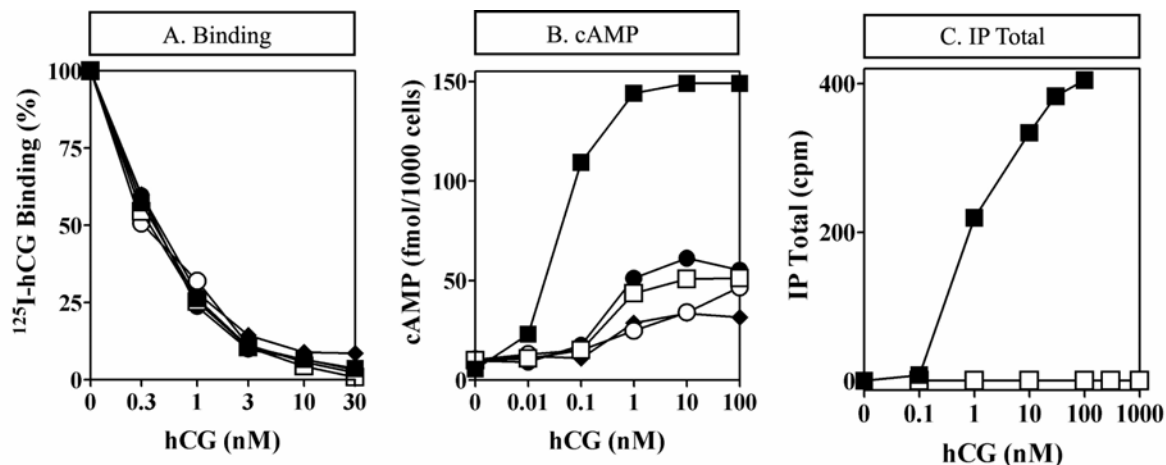 A. Binding
B. cAMP
C. IP Total
¹²⁵I-hCG Binding (%)
100
75
50
25
0
0 0.3 1 3 10 30
hCG (nM)
cAMP (fmol/1000 cells)
150
100
50
0
0 0.01 0.1 1 10 100
hCG (nM)
IP Total (cpm)
400
200
0
0 0.1 1 10 100 1000
hCG (nM)